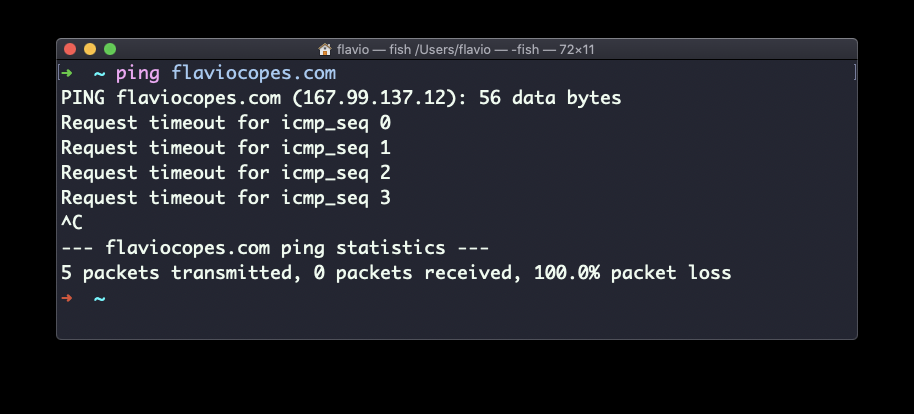 flavio — fish /Users/flavio — -fish — 72×11
➜ ~ ping flaviocopes.com
PING flaviocopes.com (167.99.137.12): 56 data bytes
Request timeout for icmp_seq 0
Request timeout for icmp_seq 1
Request timeout for icmp_seq 2
Request timeout for icmp_seq 3
^C
--- flaviocopes.com ping statistics ---
5 packets transmitted, 0 packets received, 100.0% packet loss
➜ ~